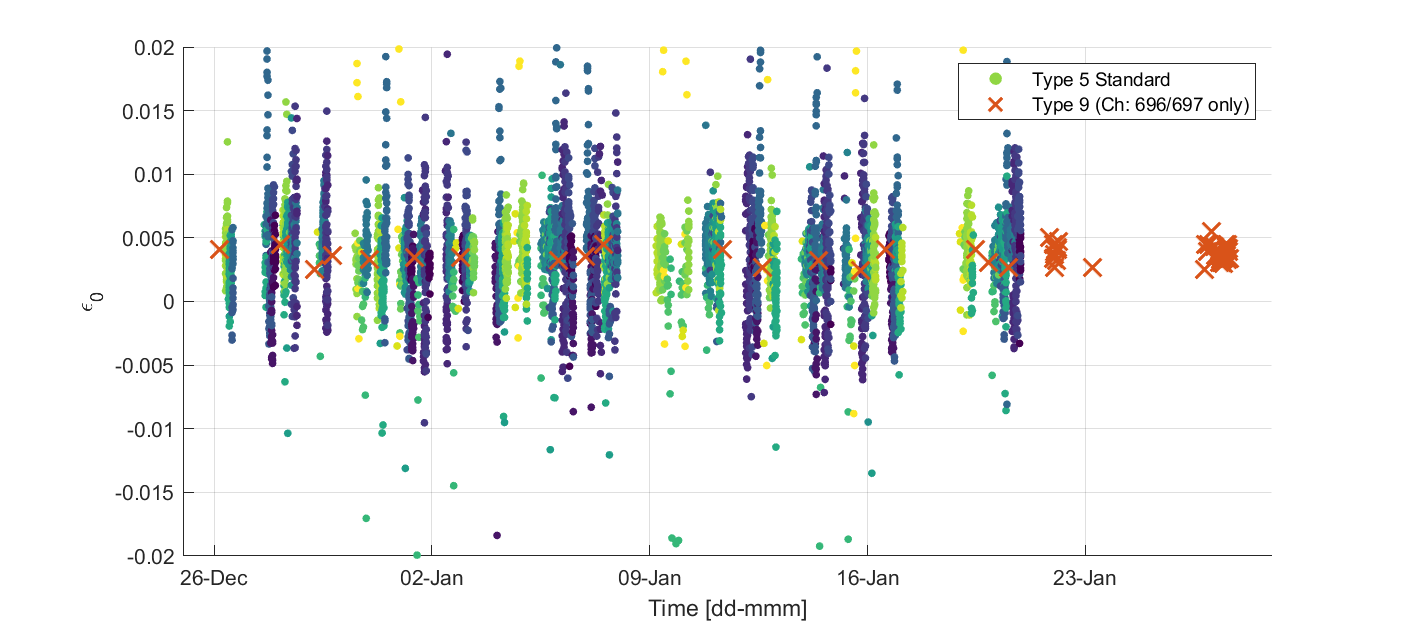 0.02
0.015
0.01
0.005
0
-0.005
-0.01
-0.015
-0.02
ϵ0
26-Dec
02-Jan
09-Jan
16-Jan
23-Jan
Time [dd-mmm]
Type 5 Standard
Type 9 (Ch: 696/697 only)